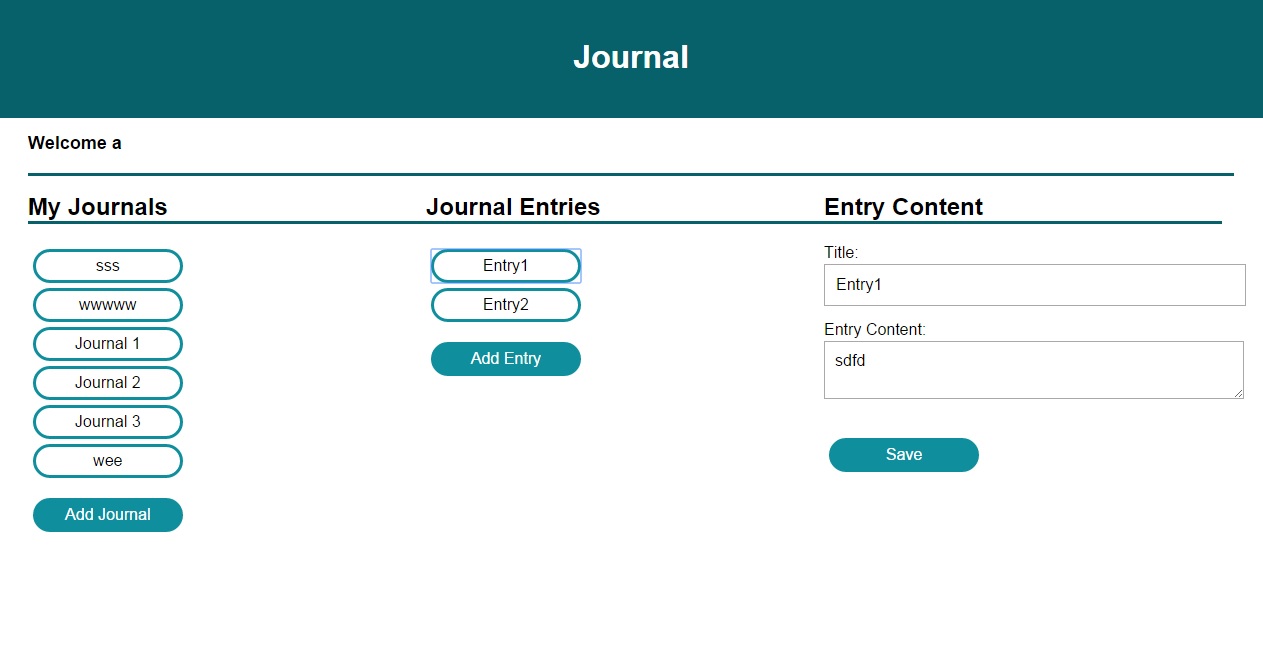 Journal
Welcome a
My Journals
sss
wwwww
Journal 1
Journal 2
Journal 3
wee
Add Journal
Journal Entries
Entry1
Entry2
Add Entry
Entry Content
Title:
Entry1
Entry Content:
sdfd
Save